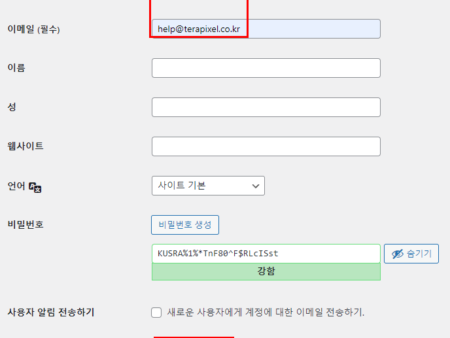 이메일 (필수)
help@terapixel.co.kr
이름
성
웹사이트
언어
사이트 기본
비밀번호
비밀번호 생성
KUSRA%1%*TnF80^F$RLcISst
숨기기
강함
사용자 알림 전송하기
새로운 사용자에게 계정에 대한 이메일 전송하기.